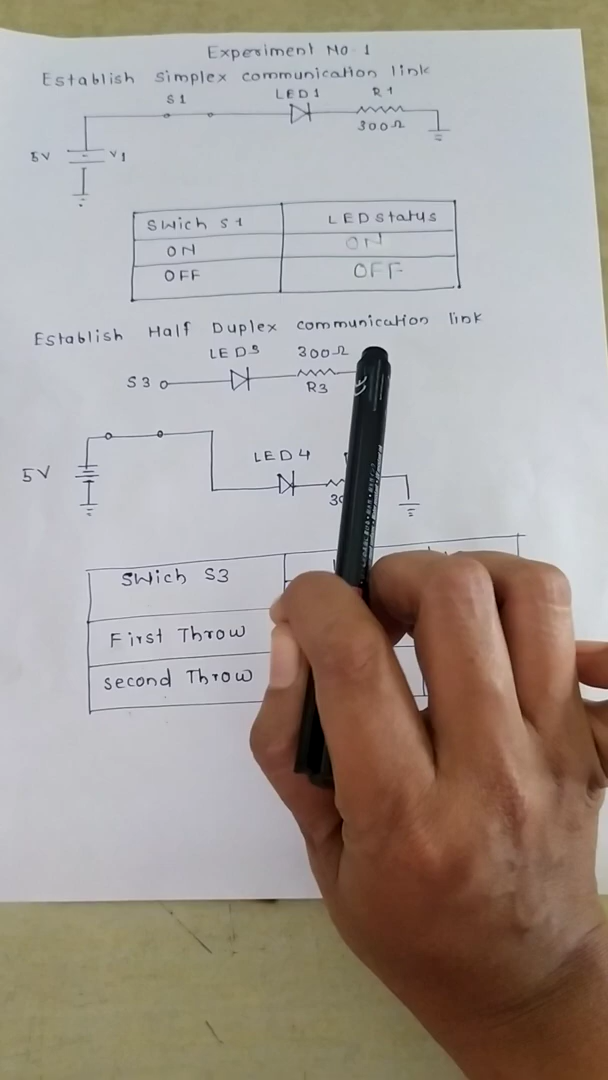 Experiment No 1
Establish Simplex communication link
S1 LED1 R1
300Ω
5V V1
SWich S1 LED status
ON ON
OFF OFF
Establish Half Duplex communication link
LED3 300Ω
S3 R3
LED4
5V
SWich S3
First Throw
second Throw